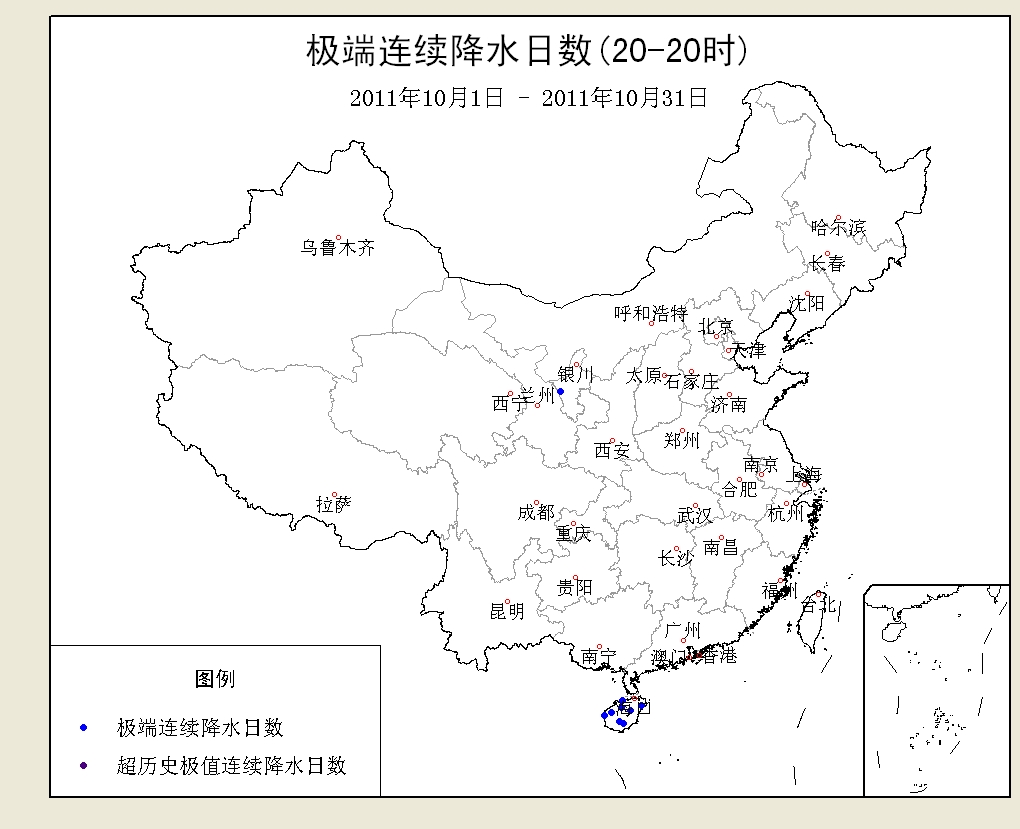 极端连续降水日数(20-20时)
2011年10月1日 - 2011年10月31日
哈尔滨
乌鲁木齐
长春
沈阳
呼和浩特
北京
天津
银川
太原
石家庄
兰州
西宁
济南
郑州
西安
南京
上海
合肥
拉萨
成都
武汉
杭州
重庆
南昌
长沙
贵阳
福州
台北
昆明
广州
南宁
澳门
香港
海口
图例
极端连续降水日数
超历史极值连续降水日数